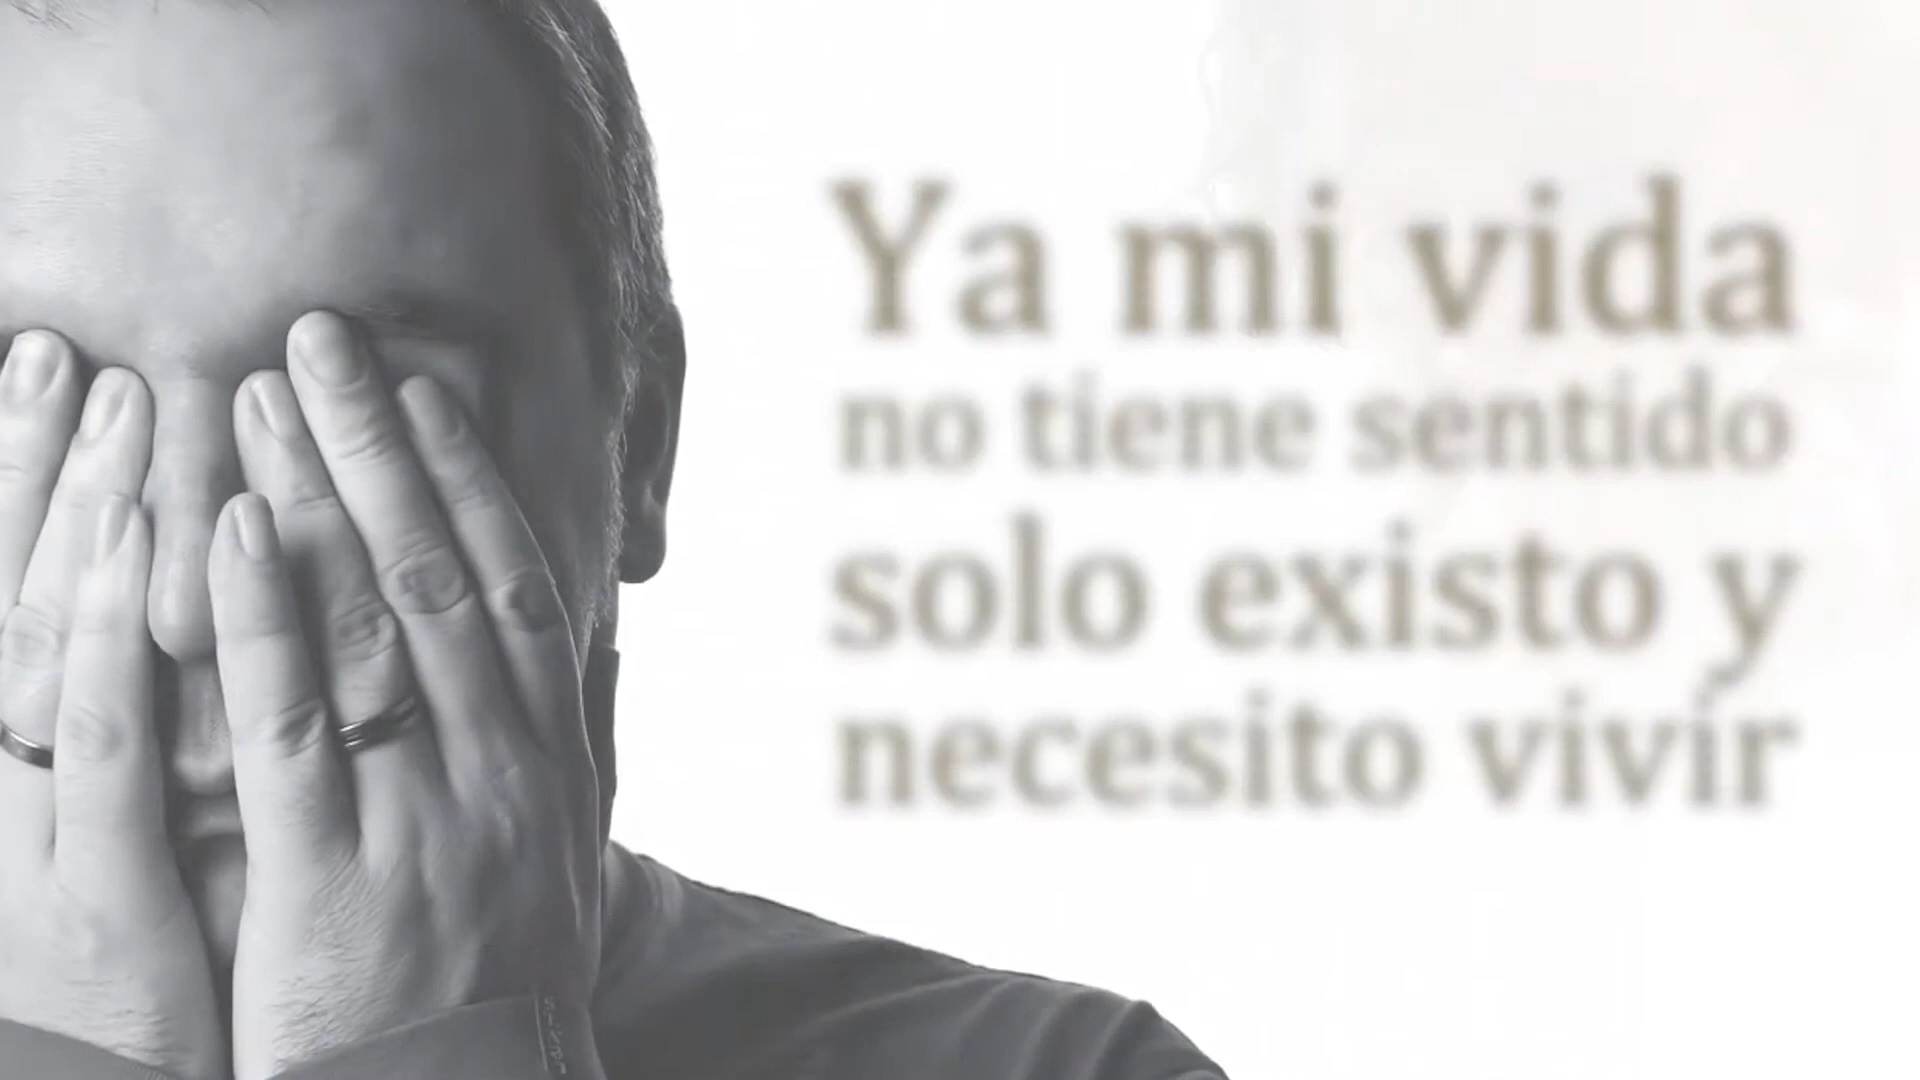 Ya mi vida
no tiene sentido
solo existo y
necesito vivir